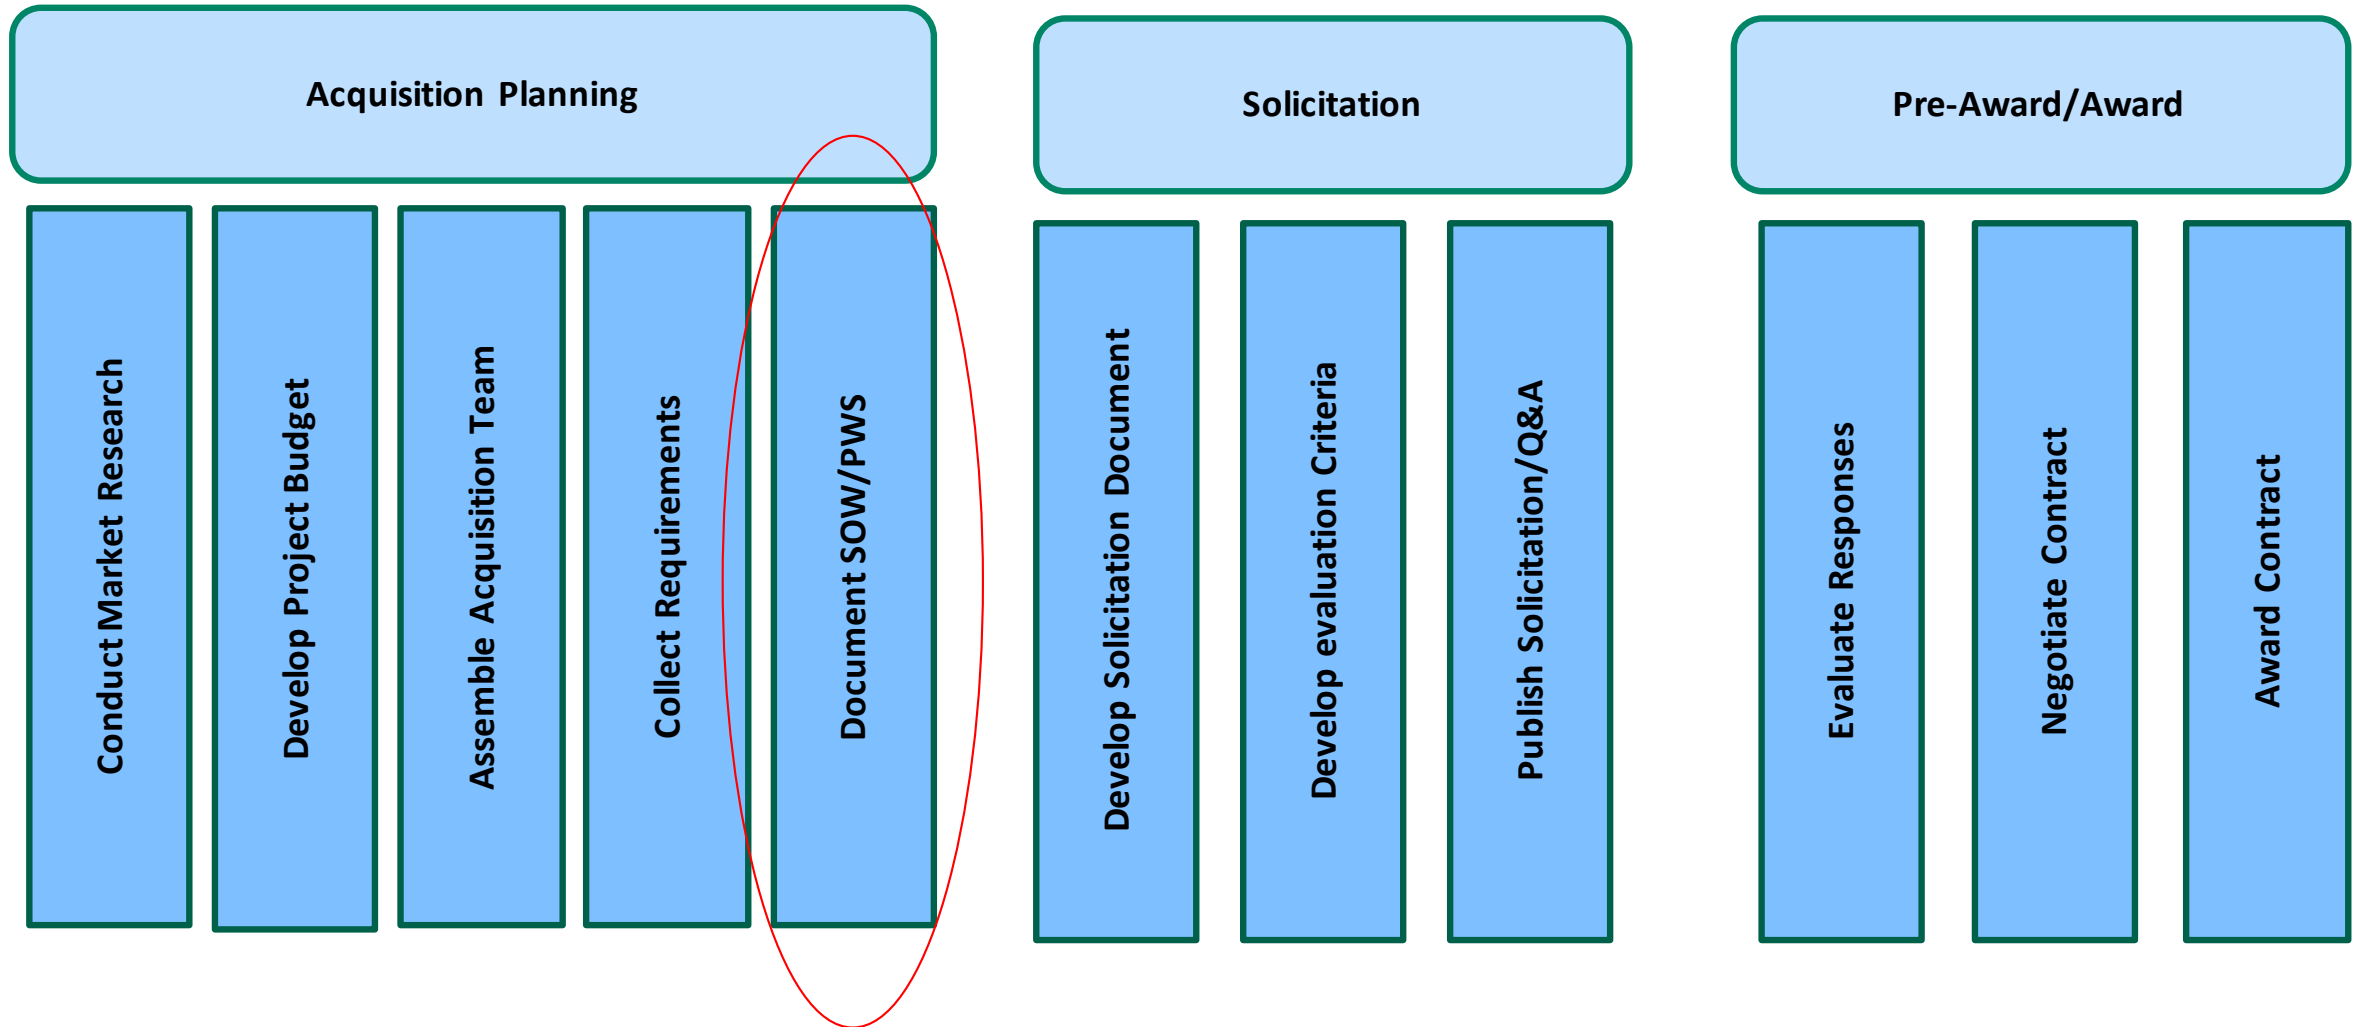 Acquisition Planning
Solicitation
Pre-Award/Award
Conduct Market Research
Develop Project Budget
Assemble Acquisition Team
Collect Requirements
Document SOW/PWS
Develop Solicitation Document
Develop evaluation Criteria
Publish Solicitation/Q&A
Evaluate Responses
Negotiate Contract
Award Contract